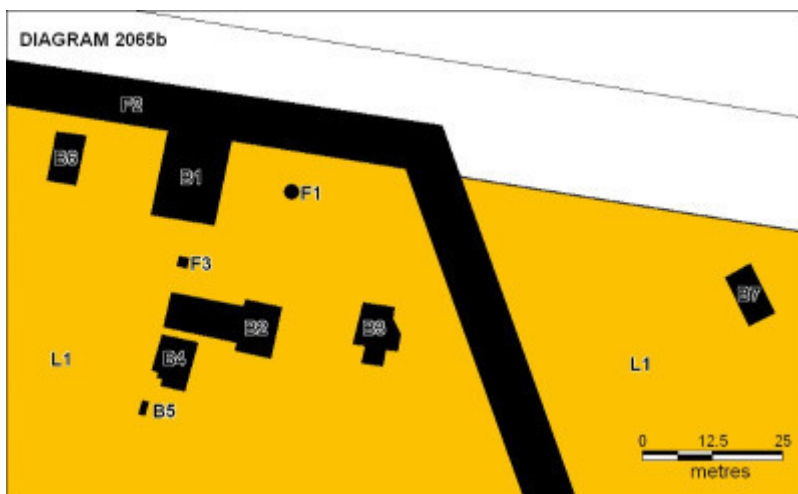 DIAGRAM 2065b
F2
B6
B1
F1
F3
B2
B3
B7
L1
B4
L1
B5
0 12.5 25
metres